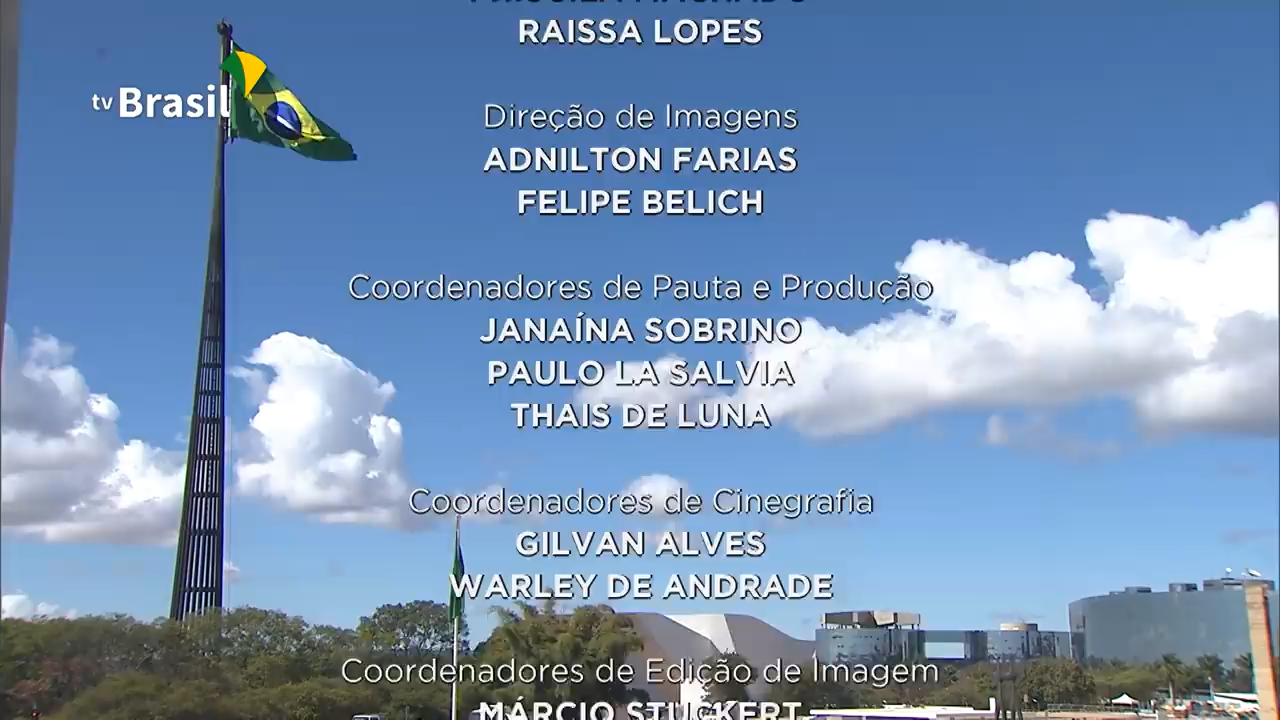 RAISSA LOPES
tv Brasil
Direção de Imagens
ADNILTON FARIAS
FELIPE BELICH
Coordenadores de Pauta e Produção
JANAÍNA SOBRINO
PAULO LA SALVIA
THAIS DE LUNA
Coordenadores de Cinegrafia
GILVAN ALVES
WARLEY DE ANDRADE
Coordenadores de Edição de Imagem
MÁRCIO STUCKERT